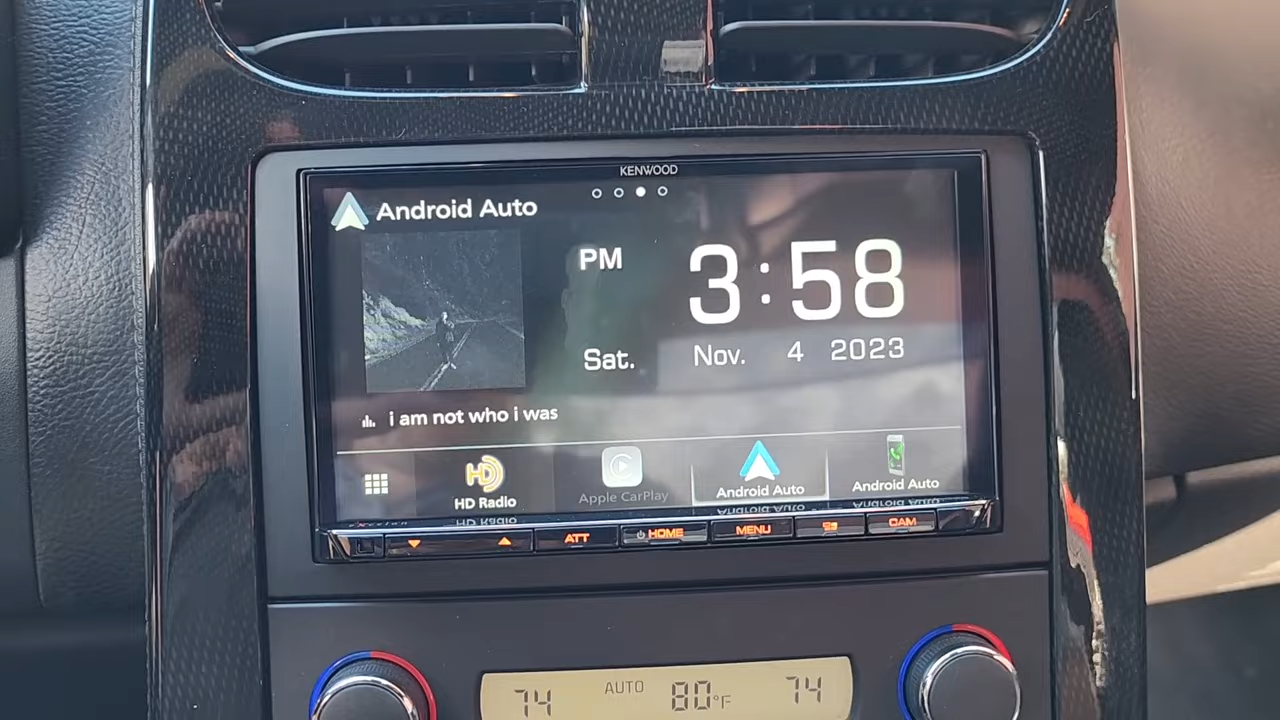 KENWOOD
Android Auto
PM 3:58
Sat. Nov. 4 2023
i am not who i was
HD Radio
Apple CarPlay
Android Auto
Android Auto
ATT
HOME
MENU
CAM
74 AUTO 80°F 74